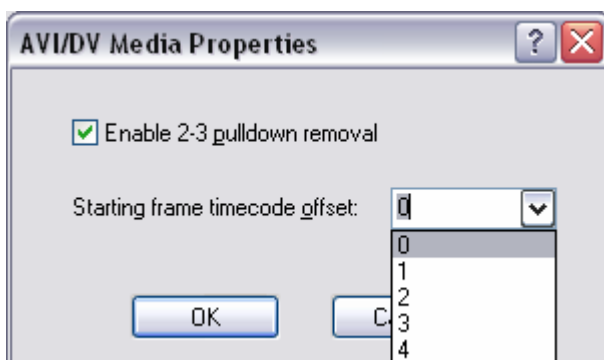 AVI/DV Media Properties
Enable 2-3 pulldown removal
Starting frame timecode offset: 0
0
1
2
OK
3
4